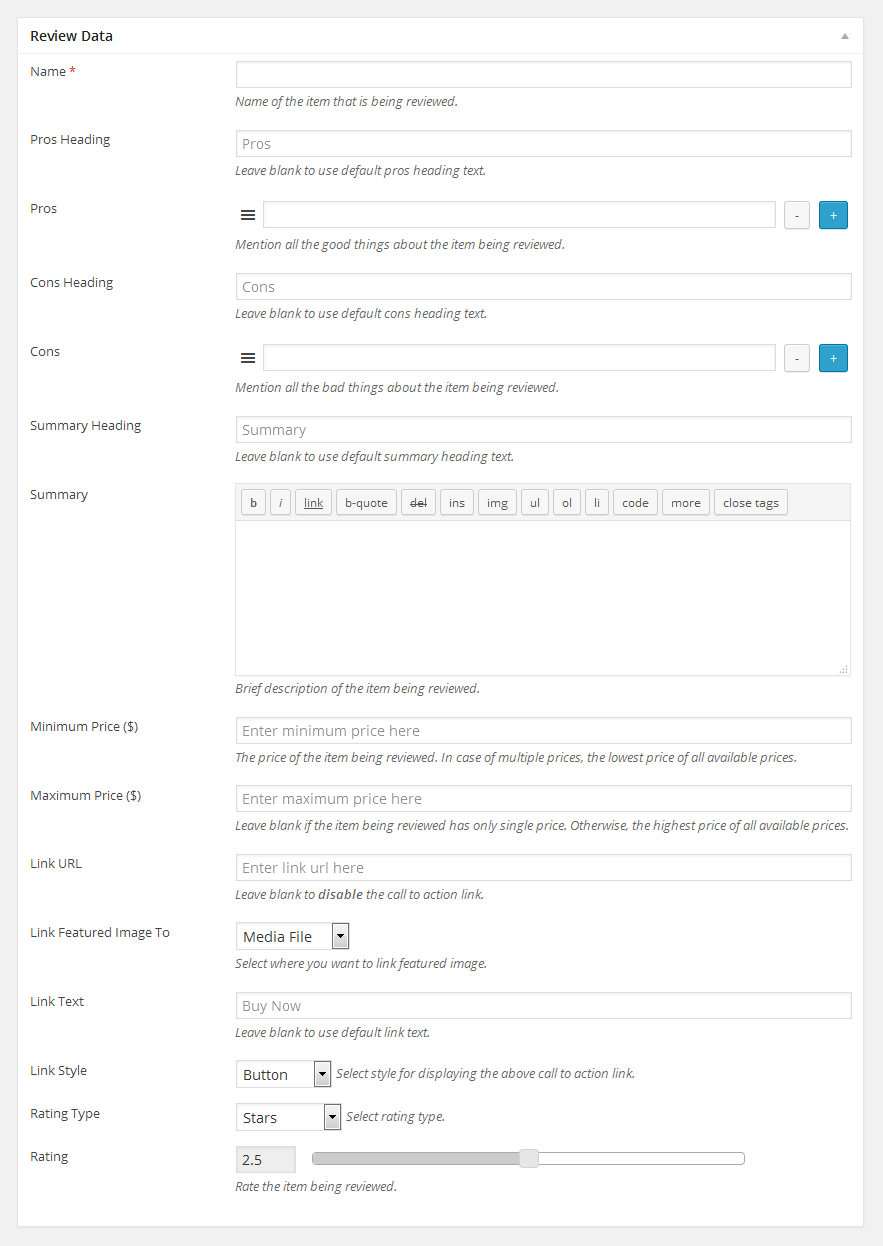 Review Data
Name *
Name of the item that is being reviewed.
Pros Heading
Pros
Leave blank to use default pros heading text.
Pros
- +
Mention all the good things about the item being reviewed.
Cons Heading
Cons
Leave blank to use default cons heading text.
Cons
- +
Mention all the bad things about the item being reviewed.
Summary Heading
Summary
Leave blank to use default summary heading text.
Summary
b i link b-quote del ins img ul ol li code more close tags
Brief description of the item being reviewed.
Minimum Price ($)
Enter minimum price here
The price of the item being reviewed. In case of multiple prices, the lowest price of all available prices.
Maximum Price ($)
Enter maximum price here
Leave blank if the item being reviewed has only single price. Otherwise, the highest price of all available prices.
Link URL
Enter link url here
Leave blank to disable the call to action link.
Link Featured Image To
Media File
Select where you want to link featured image.
Link Text
Buy Now
Leave blank to use default link text.
Link Style
Button Select style for displaying the above call to action link.
Rating Type
Stars Select rating type.
Rating
2.5
Rate the item being reviewed.